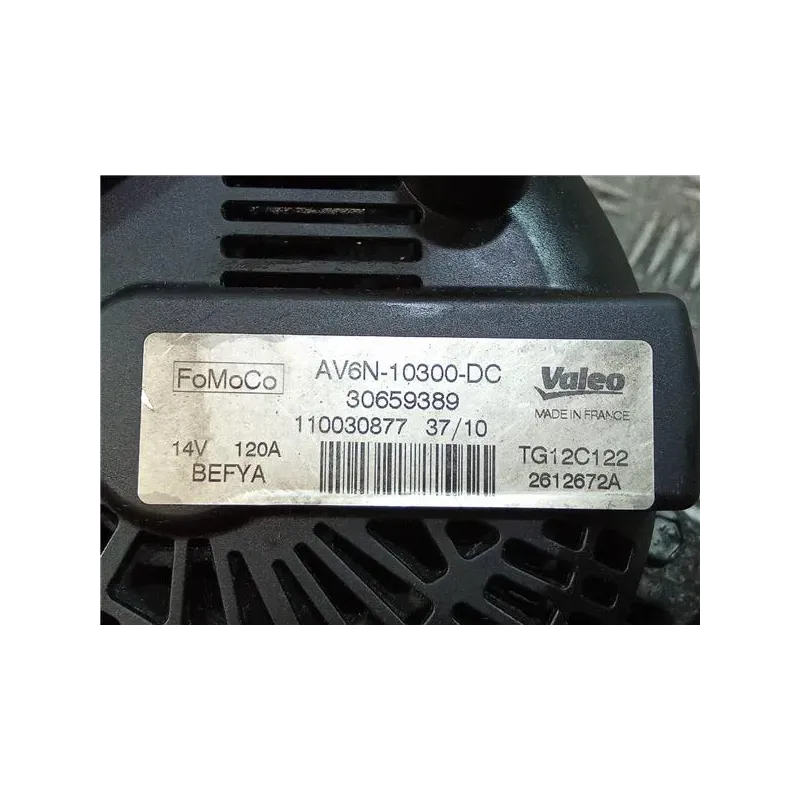 FoMoCo
AV6N-10300-DC
30659389
110030877 37/10
Valeo
MADE IN FRANCE
14V 120A
BEFYA
TG12C122
2612672A